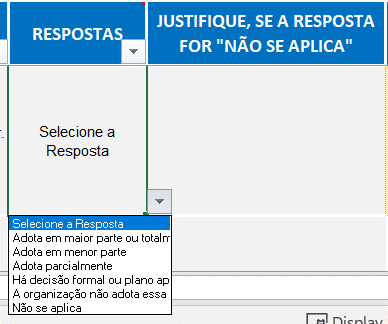 RESPOSTAS
JUSTIFIQUE, SE A RESPOSTA
FOR "NÃO SE APLICA"
r.
Selecione a
Resposta
Selecione a Resposta
Adota em maior parte ou totalm
Adota em menor parte
Adota parcialmente
Há decisão formal ou plano ap
A organização não adota essa
Não se aplica
Display